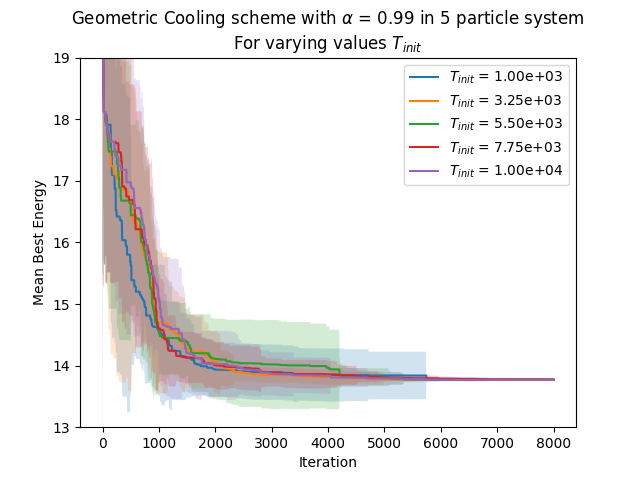 Geometric Cooling scheme with α = 0.99 in 5 particle system
For varying values T_init
19
18
17
16
15
14
13
Mean Best Energy
T_init = 1.00e+03
T_init = 3.25e+03
T_init = 5.50e+03
T_init = 7.75e+03
T_init = 1.00e+04
0 1000 2000 3000 4000 5000 6000 7000 8000
Iteration